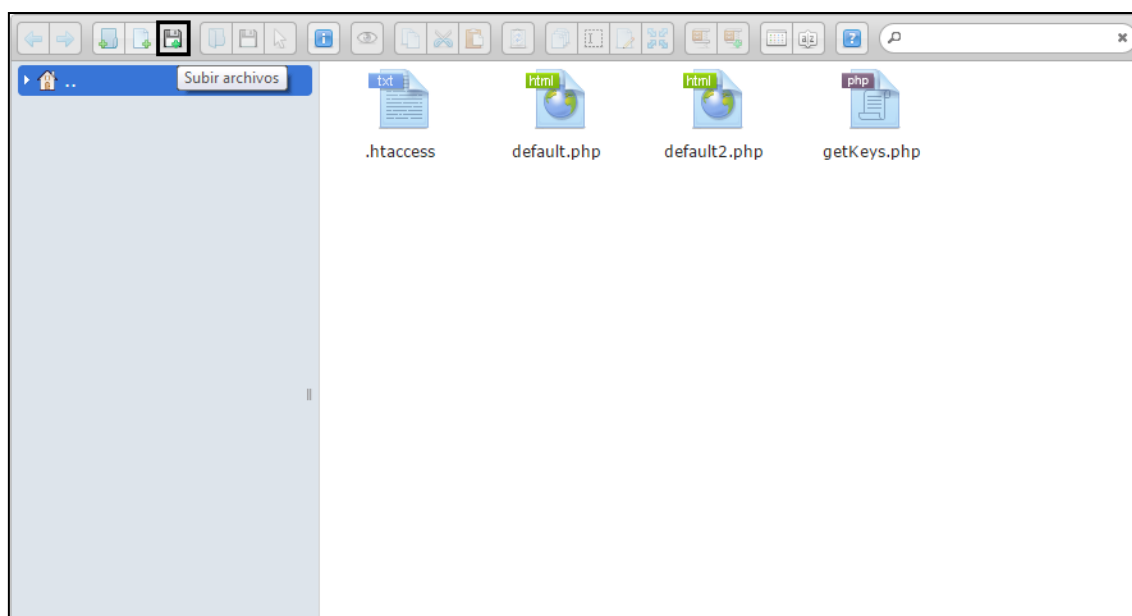 ..
Subir archivos
txt
html
html
php
.htaccess
default.php
default2.php
getKeys.php